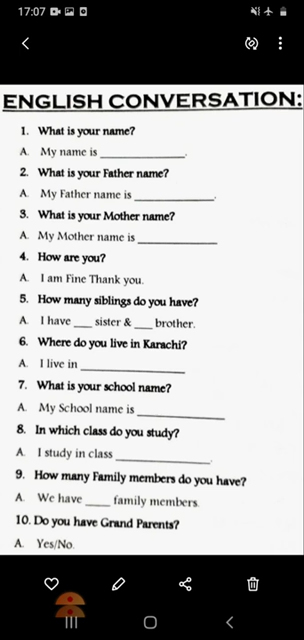 17:07
ENGLISH CONVERSATION:
1. What is your name?
A. My name is ____________.
2. What is your Father name?
A. My Father name is ____________.
3. What is your Mother name?
A. My Mother name is ____________
4. How are you?
A. I am Fine Thank you.
5. How many siblings do you have?
A. I have ___ sister & ___ brother.
6. Where do you live in Karachi?
A. I live in ________________
7. What is your school name?
A. My School name is _____________
8. In which class do you study?
A. I study in class ______________.
9. How many Family members do you have?
A. We have ____ family members.
10. Do you have Grand Parents?
A. Yes/No.